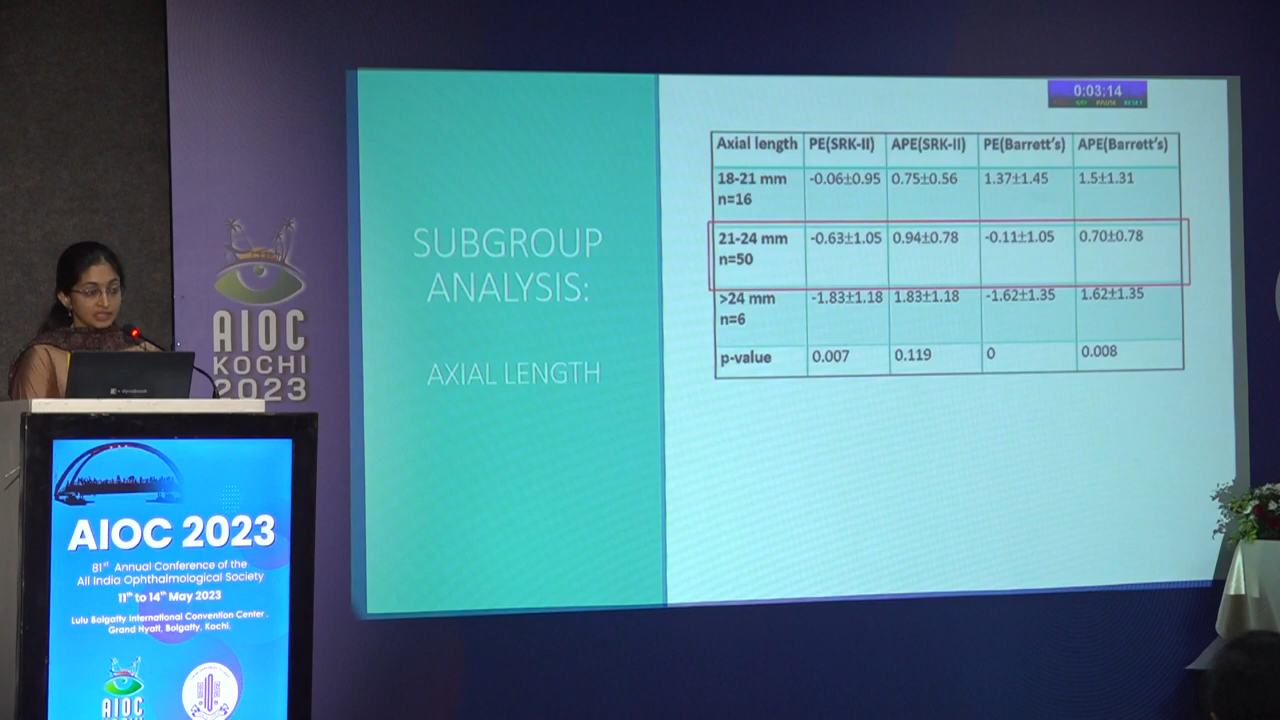 0:03:14
SUBGROUP
ANALYSIS:
AXIAL LENGTH
Axial length PE(SRK-II) APE(SRK-II) PE(Barrett's) APE(Barrett's)
18-21 mm -0.06±0.95 0.75±0.56 1.37±1.45 1.5±1.31
n=16
21-24 mm -0.63±1.05 0.94±0.78 -0.11±1.05 0.70±0.78
n=50
>24 mm -1.83±1.18 1.83±1.18 -1.62±1.35 1.62±1.35
n=6
p-value 0.007 0.119 0 0.008
AIOC
KOCHI
2023
AIOC 2023
81st Annual Conference of the
All India Ophthalmological Society
11th to 14th May 2023
Lulu Bolgatty International Convention Center,
Grand Hyatt, Bolgatty, Kochi.
AIOC